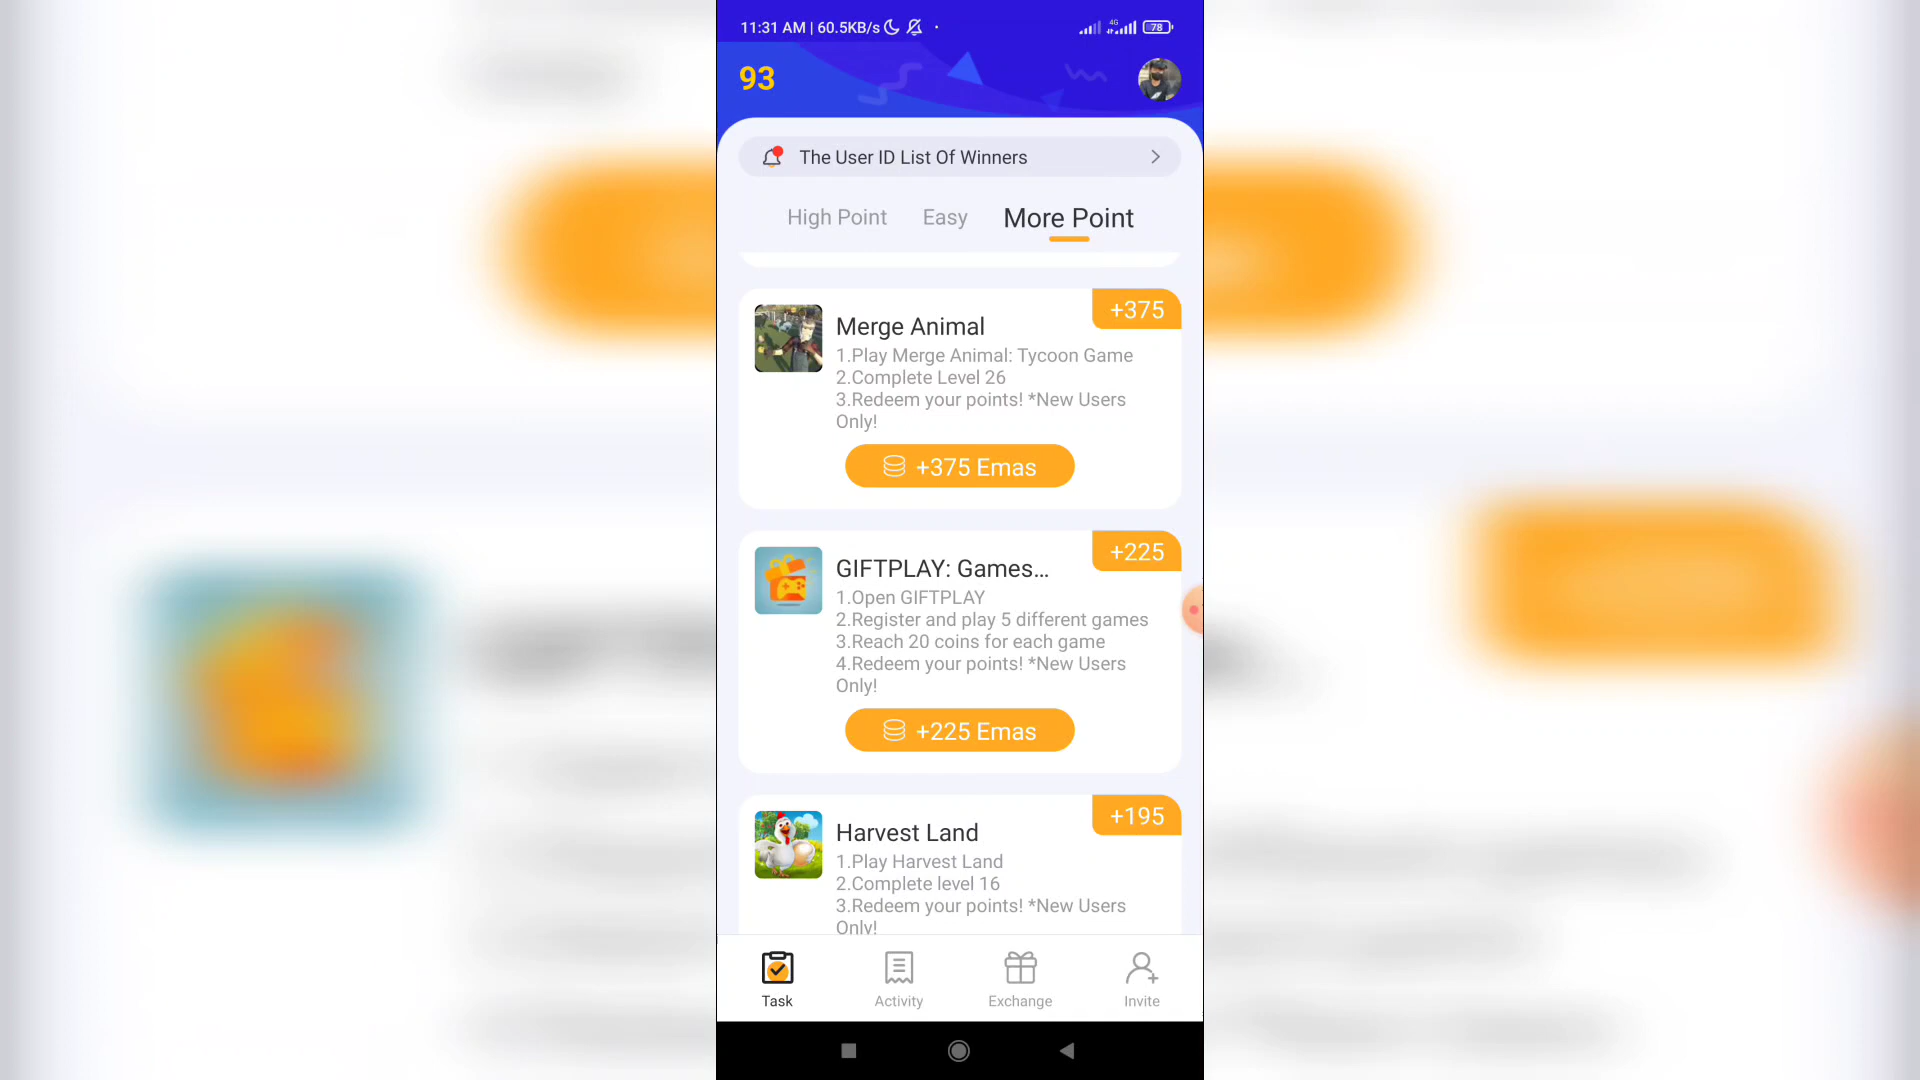 11:31 AM | 60.5KB/s
4G
78
93
The User ID List Of Winners
High Point
Easy
More Point
+375
Merge Animal
1.Play Merge Animal: Tycoon Game
2.Complete Level 26
3.Redeem your points! *New Users
Only!
+375 Emas
+225
GIFTPLAY: Games...
1.Open GIFTPLAY
2.Register and play 5 different games
3.Reach 20 coins for each game
4.Redeem your points! *New Users
Only!
+225 Emas
+195
Harvest Land
1.Play Harvest Land
2.Complete level 16
3.Redeem your points! *New Users
Only!
Task
Activity
Exchange
Invite